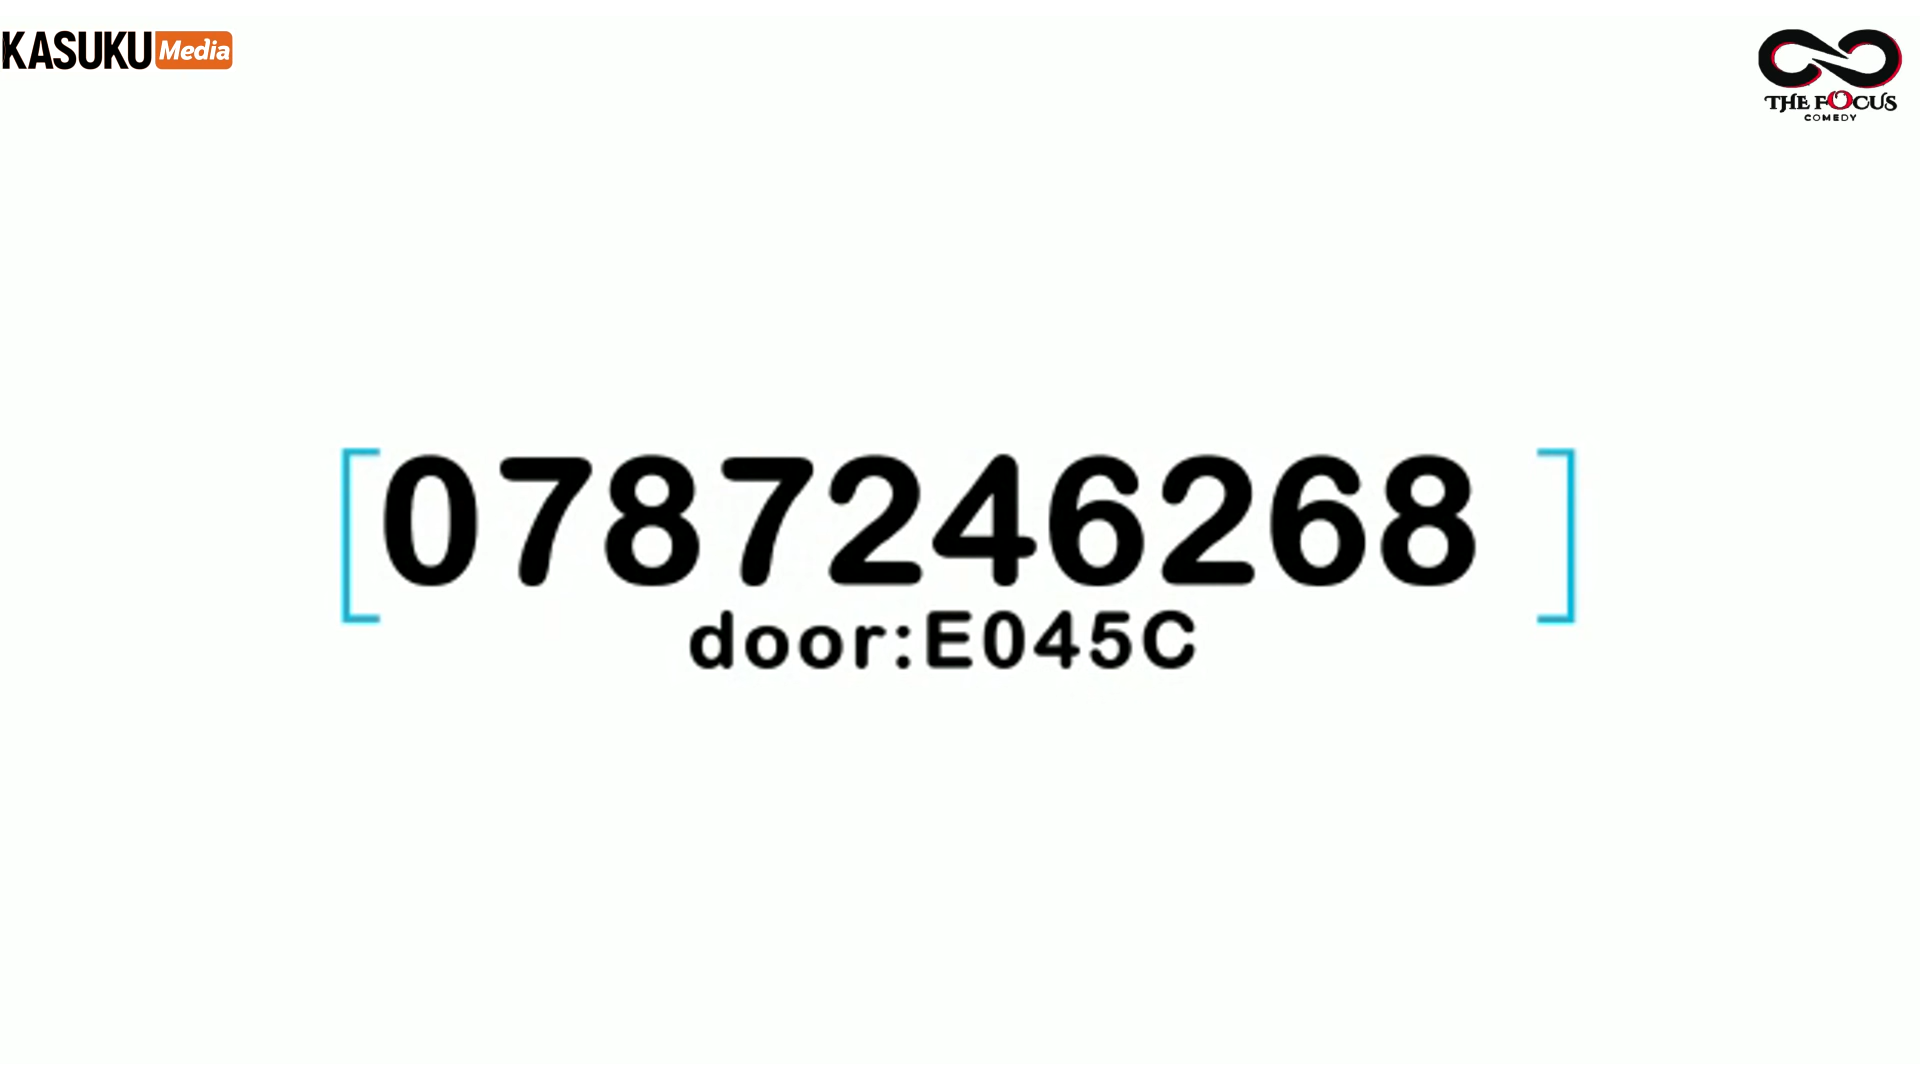 KASUKU Media
THE FOCUS
COMEDY
0787246268
door:E045C